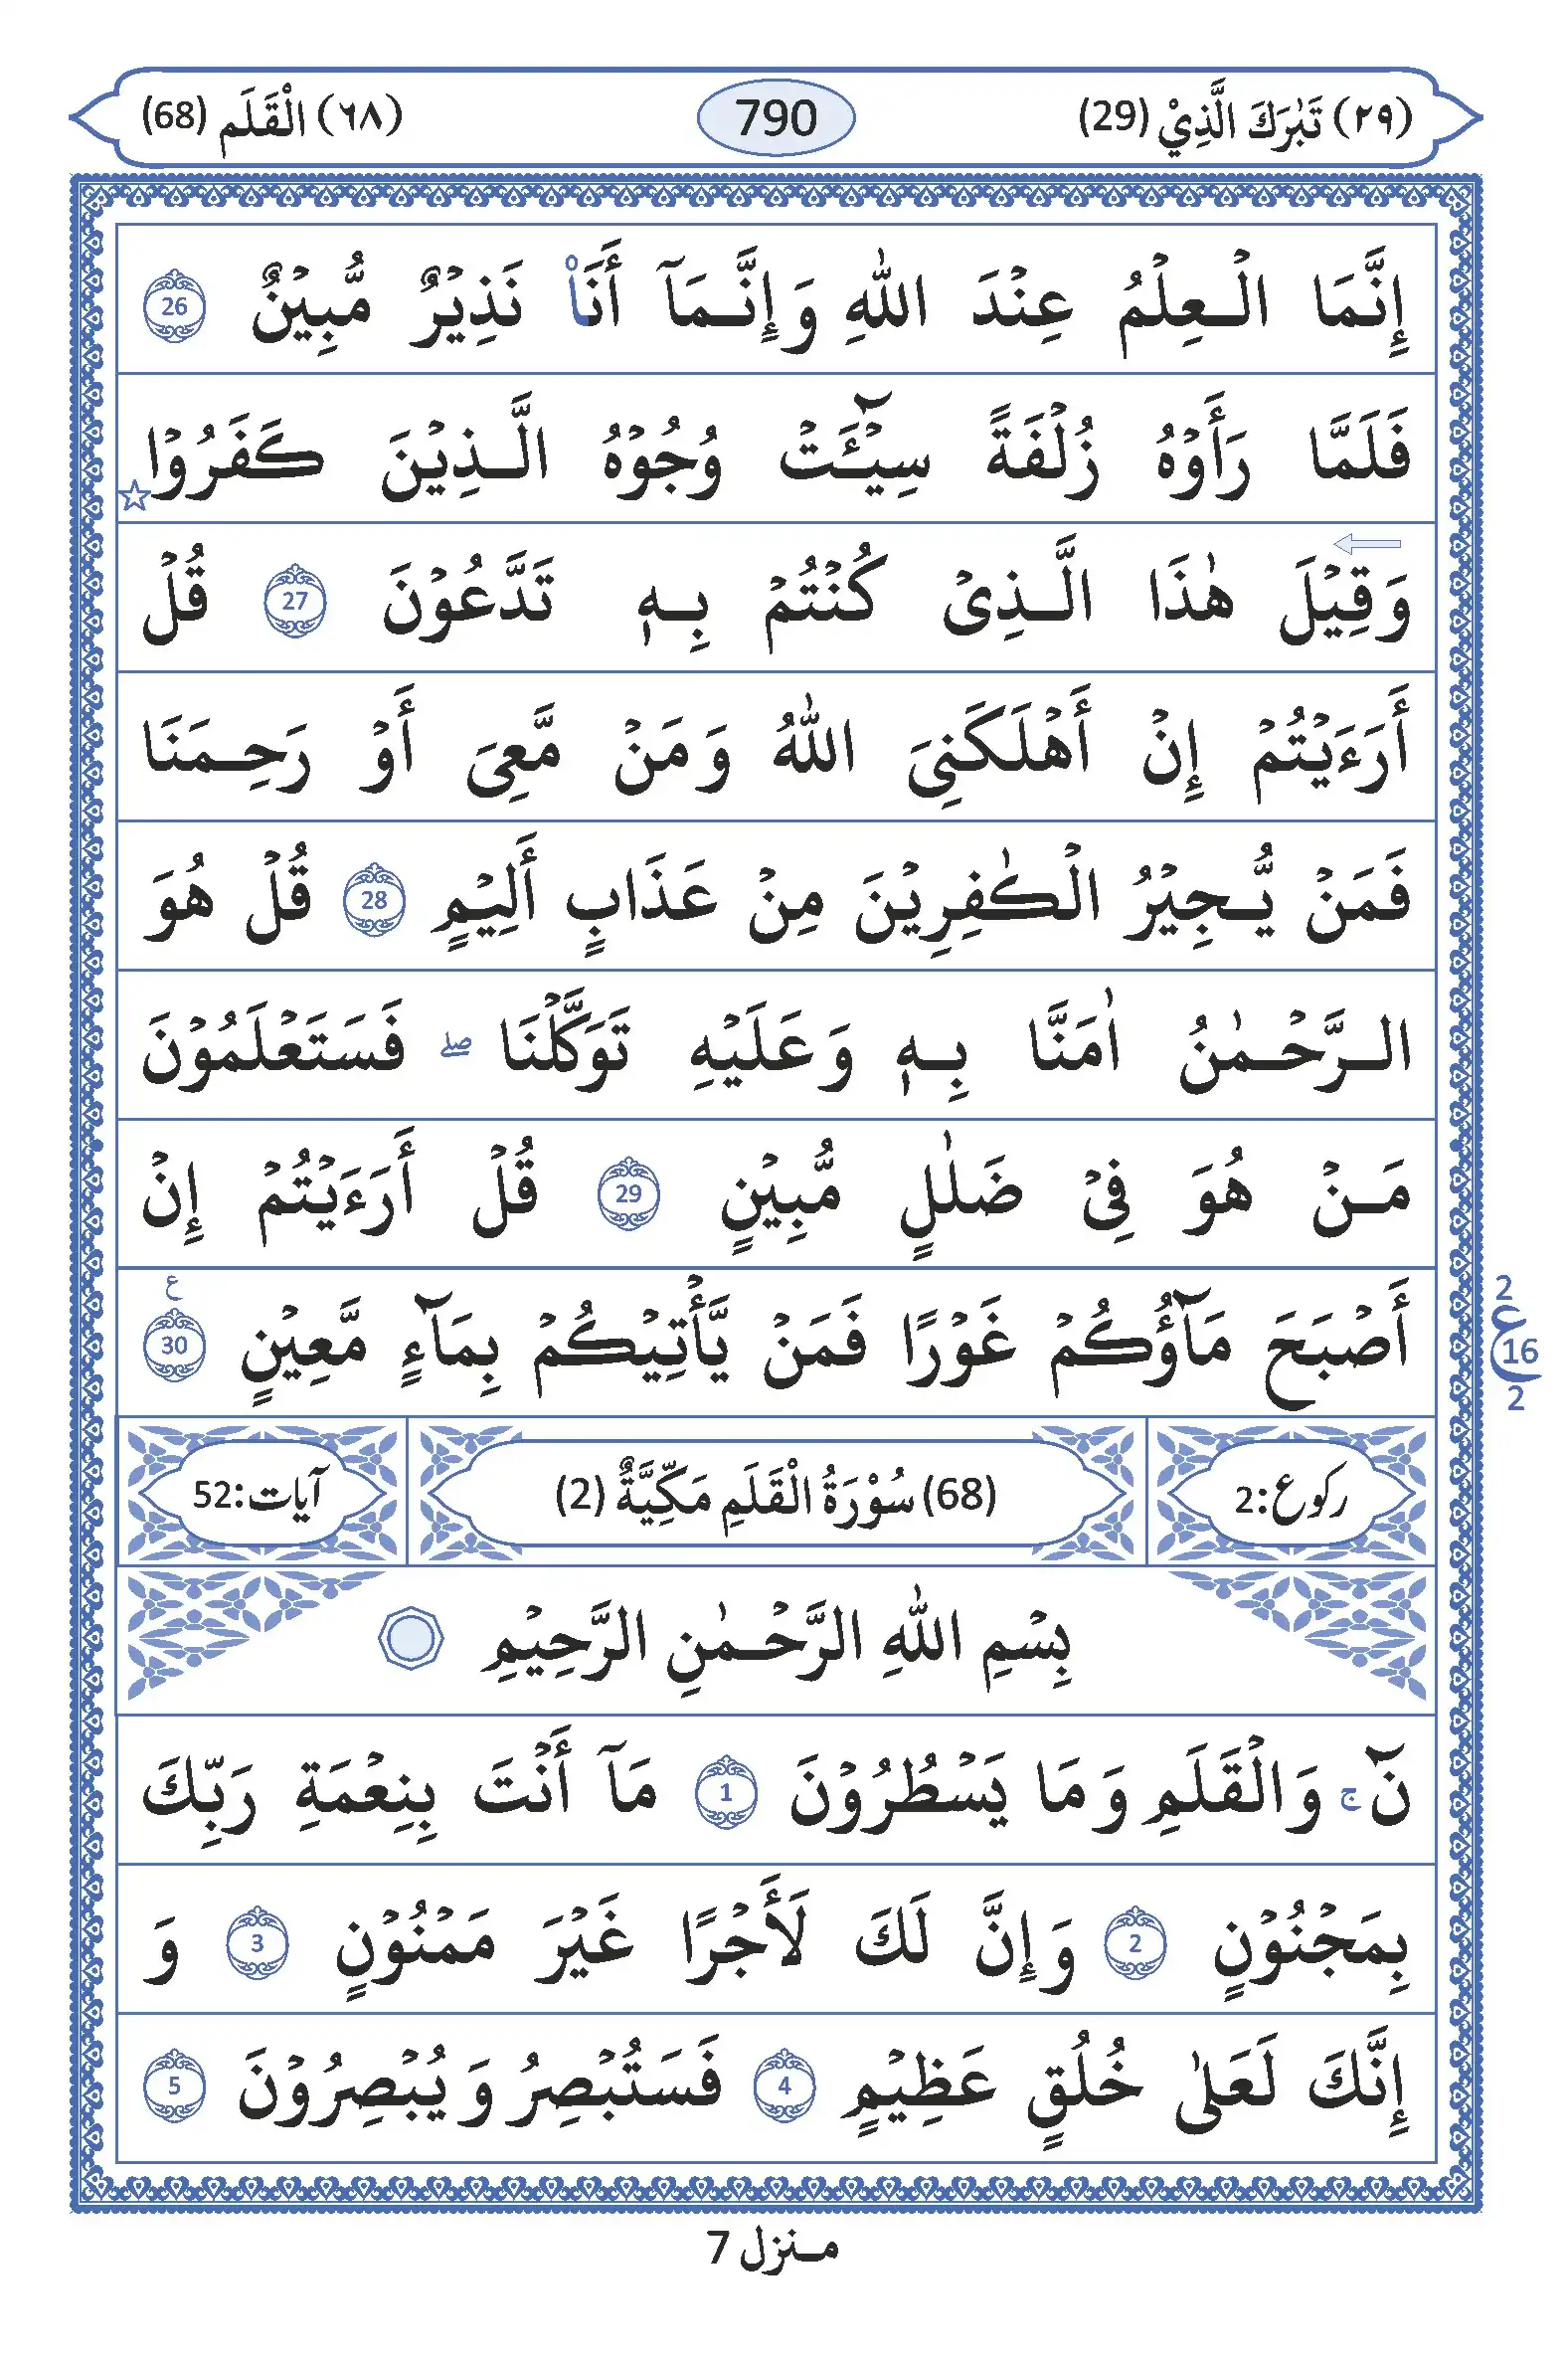 (٢٩) تَبٰرَكَ الَّذِيْ (29) 790 (٦٨) الْقَلَم (68)
إِنَّمَا الْعِلْمُ عِنْدَ اللّٰهِ وَإِنَّمَآ أَنَا۠ نَذِيْرٌ مُّبِيْنٌ 26
فَلَمَّا رَأَوْهُ زُلْفَةً سِيْٓـَٔتْ وُجُوْهُ الَّذِيْنَ كَفَرُوْا ☆
وَقِيْلَ هٰذَا الَّذِىْ كُنْتُمْ بِهٖ تَدَّعُوْنَ 27 قُلْ
أَرَءَيْتُمْ إِنْ أَهْلَكَنِىَ اللّٰهُ وَمَنْ مَّعِىَ أَوْ رَحِمَنَا
فَمَنْ يُّجِيْرُ الْكٰفِرِيْنَ مِنْ عَذَابٍ أَلِيْمٍ 28 قُلْ هُوَ
الرَّحْمٰنُ اٰمَنَّا بِهٖ وَعَلَيْهِ تَوَكَّلْنَا ۖ فَسَتَعْلَمُوْنَ
مَنْ هُوَ فِىْ ضَلٰلٍ مُّبِيْنٍ 29 قُلْ أَرَءَيْتُمْ إِنْ
أَصْبَحَ مَآؤُكُمْ غَوْرًا فَمَنْ يَّأْتِيْكُمْ بِمَآءٍ مَّعِيْنٍ 30 ع
2 ع 16 2
رکوع:2 (68) سُوْرَةُ الْقَلَمِ مَكِّيَّةٌ (2) آیات:52
بِسْمِ اللّٰهِ الرَّحْمٰنِ الرَّحِيْمِ
نٓ ۚ وَالْقَلَمِ وَمَا يَسْطُرُوْنَ 1 مَآ أَنْتَ بِنِعْمَةِ رَبِّكَ
بِمَجْنُوْنٍ 2 وَإِنَّ لَكَ لَأَجْرًا غَيْرَ مَمْنُوْنٍ 3 وَ
إِنَّكَ لَعَلٰى خُلُقٍ عَظِيْمٍ 4 فَسَتُبْصِرُ وَيُبْصِرُوْنَ 5
منزل 7